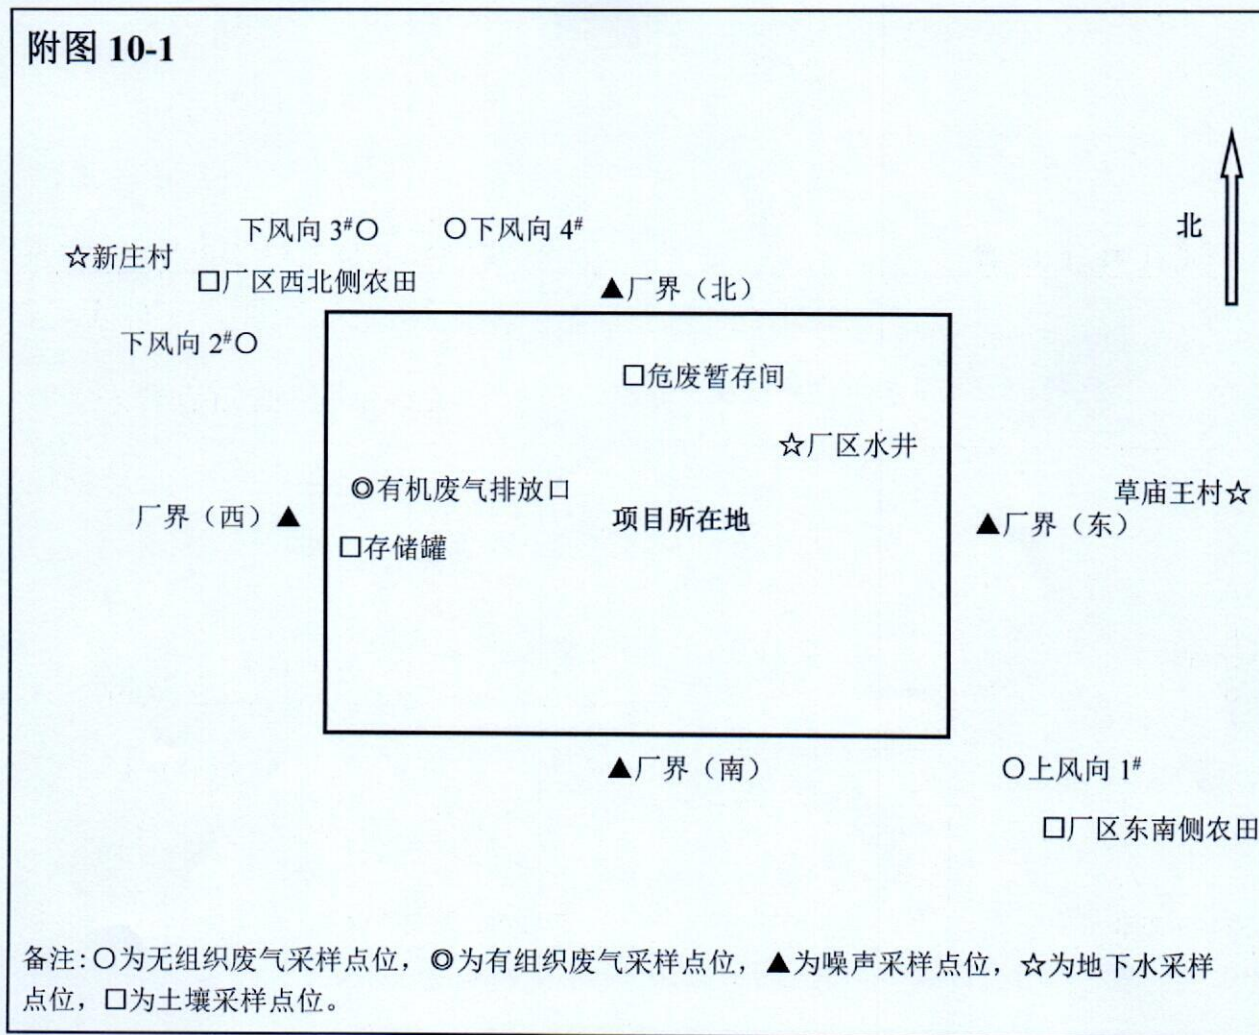 附图 10-1
北
下风向 3#○
○下风向 4#
☆新庄村
□厂区西北侧农田
▲厂界（北）
下风向 2#○
□危废暂存间
☆厂区水井
◎有机废气排放口
草庙王村☆
厂界（西）▲
项目所在地
▲厂界（东）
□存储罐
▲厂界（南）
○上风向 1#
□厂区东南侧农田
备注:○为无组织废气采样点位，◎为有组织废气采样点位，▲为噪声采样点位，☆为地下水采样
点位，□为土壤采样点位。